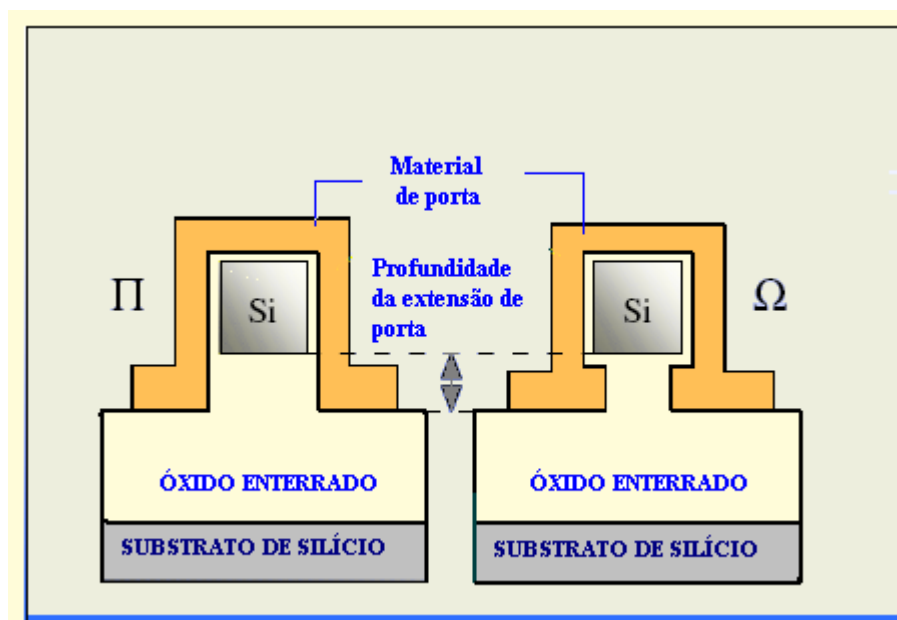 Material
de porta
Π
Si
Profundidade
da extensão de
porta
Si
Ω
ÓXIDO ENTERRADO
ÓXIDO ENTERRADO
SUBSTRATO DE SILÍCIO
SUBSTRATO DE SILÍCIO